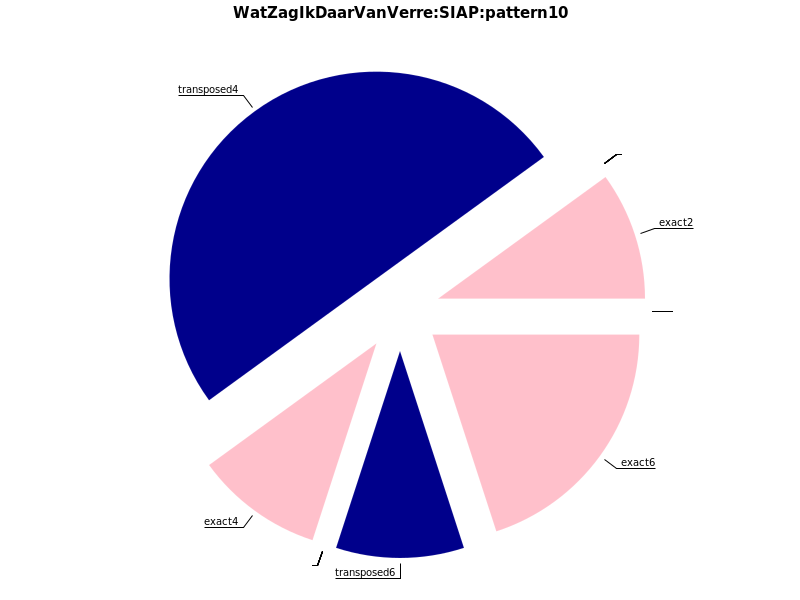 WatZagIkDaarVanVerre:SIAP:pattern10
transposed4
exact2
exact6
exact4
transposed6